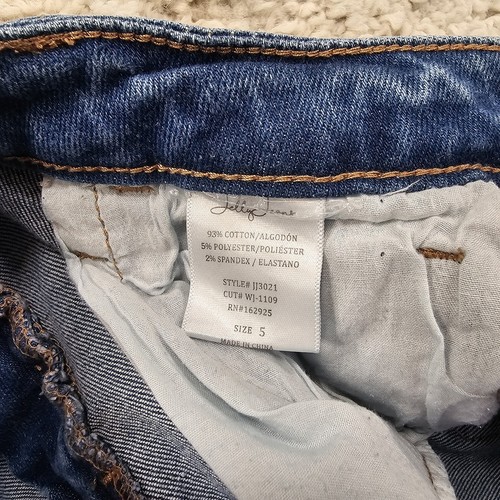 Jelly Jeans
93% COTTON/ALGODÓN
5% POLYESTER/POLIÉSTER
2% SPANDEX / ELASTANO
STYLE# JJ3021
CUT# WJ-1109
RN#162925
SIZE 5
MADE IN CHINA